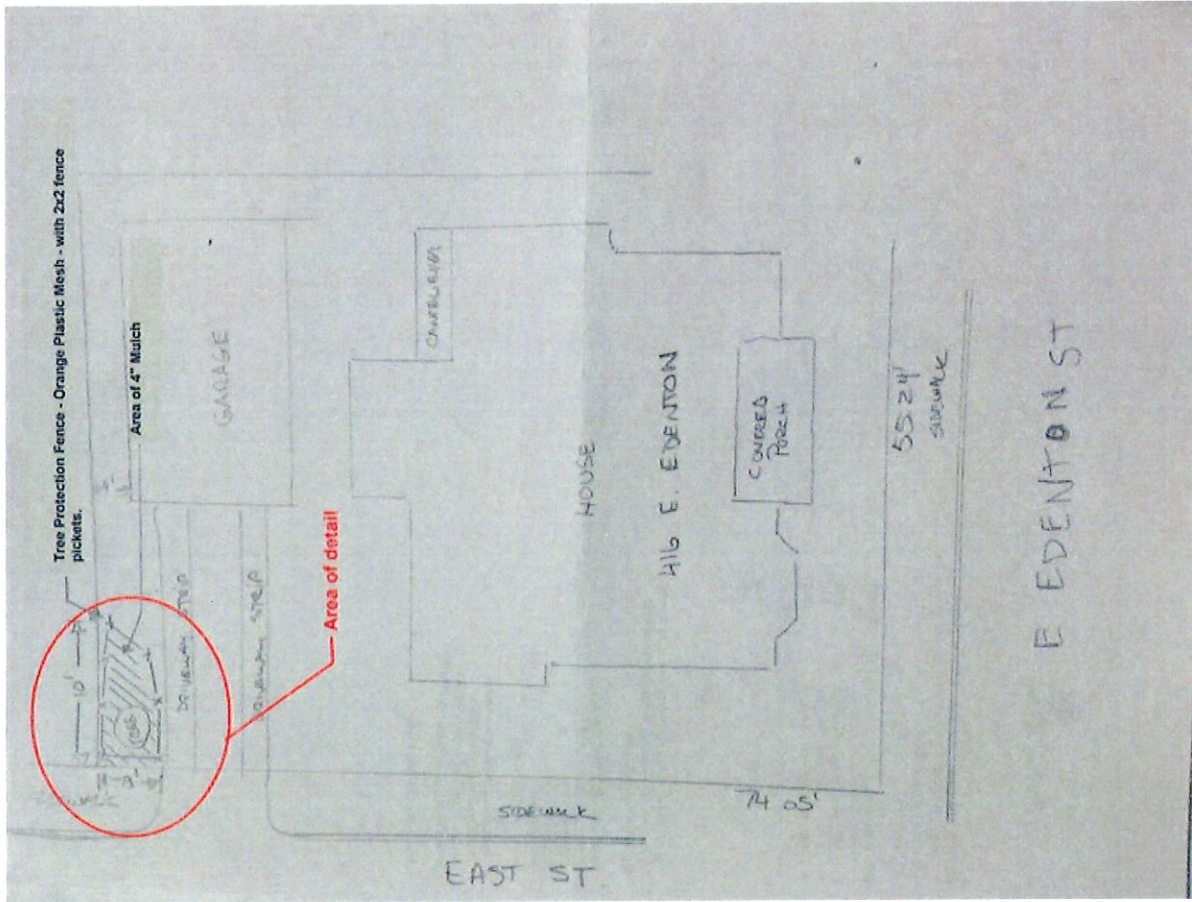 Tree Protection Fence - Orange Plastic Mesh - with 2x2 fence
pickets.
Area of 4" Mulch
10'
TREE
GARAGE
DRIVEWAY STRIP
DRIVEWAY STRIP
Area of detail
HOUSE
416 E. EDENTON
COVERED
PORCH
55.24'
SIDEWALK
E EDENTON ST
SIDEWALK
74.05'
EAST ST